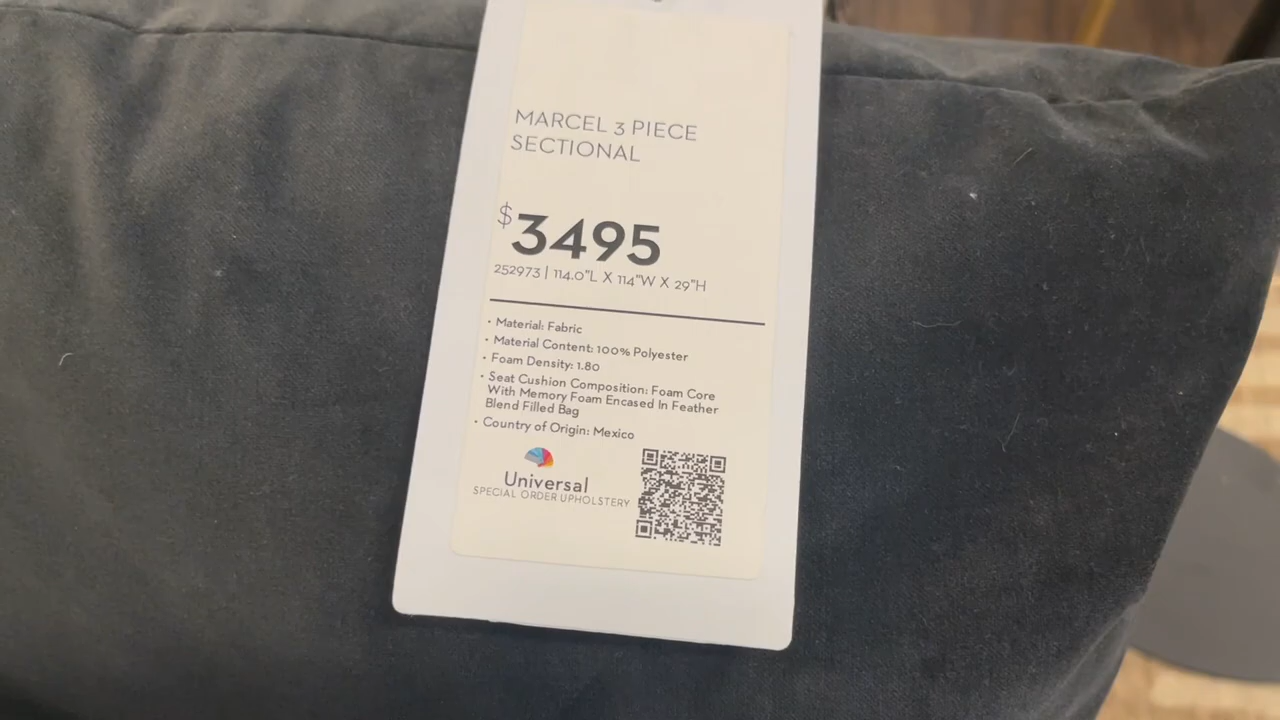 MARCEL 3 PIECE
SECTIONAL
$3495
252973 | 114.0"L X 114"W X 29"H
• Material: Fabric
• Material Content: 100% Polyester
• Foam Density: 1.80
• Seat Cushion Composition: Foam Core
With Memory Foam Encased In Feather
Blend Filled Bag
• Country of Origin: Mexico
Universal
SPECIAL ORDER UPHOLSTERY